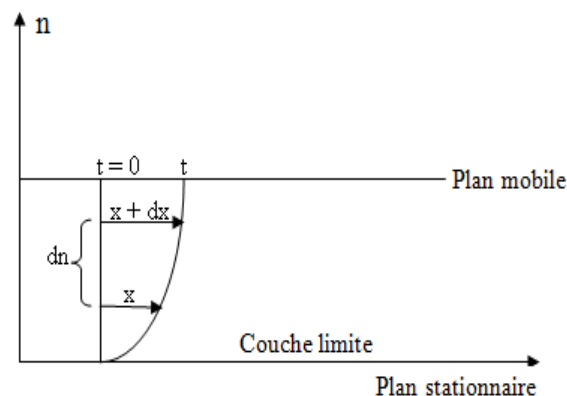 n
t = 0 t
Plan mobile
x + dx
dn
x
Couche limite
Plan stationnaire